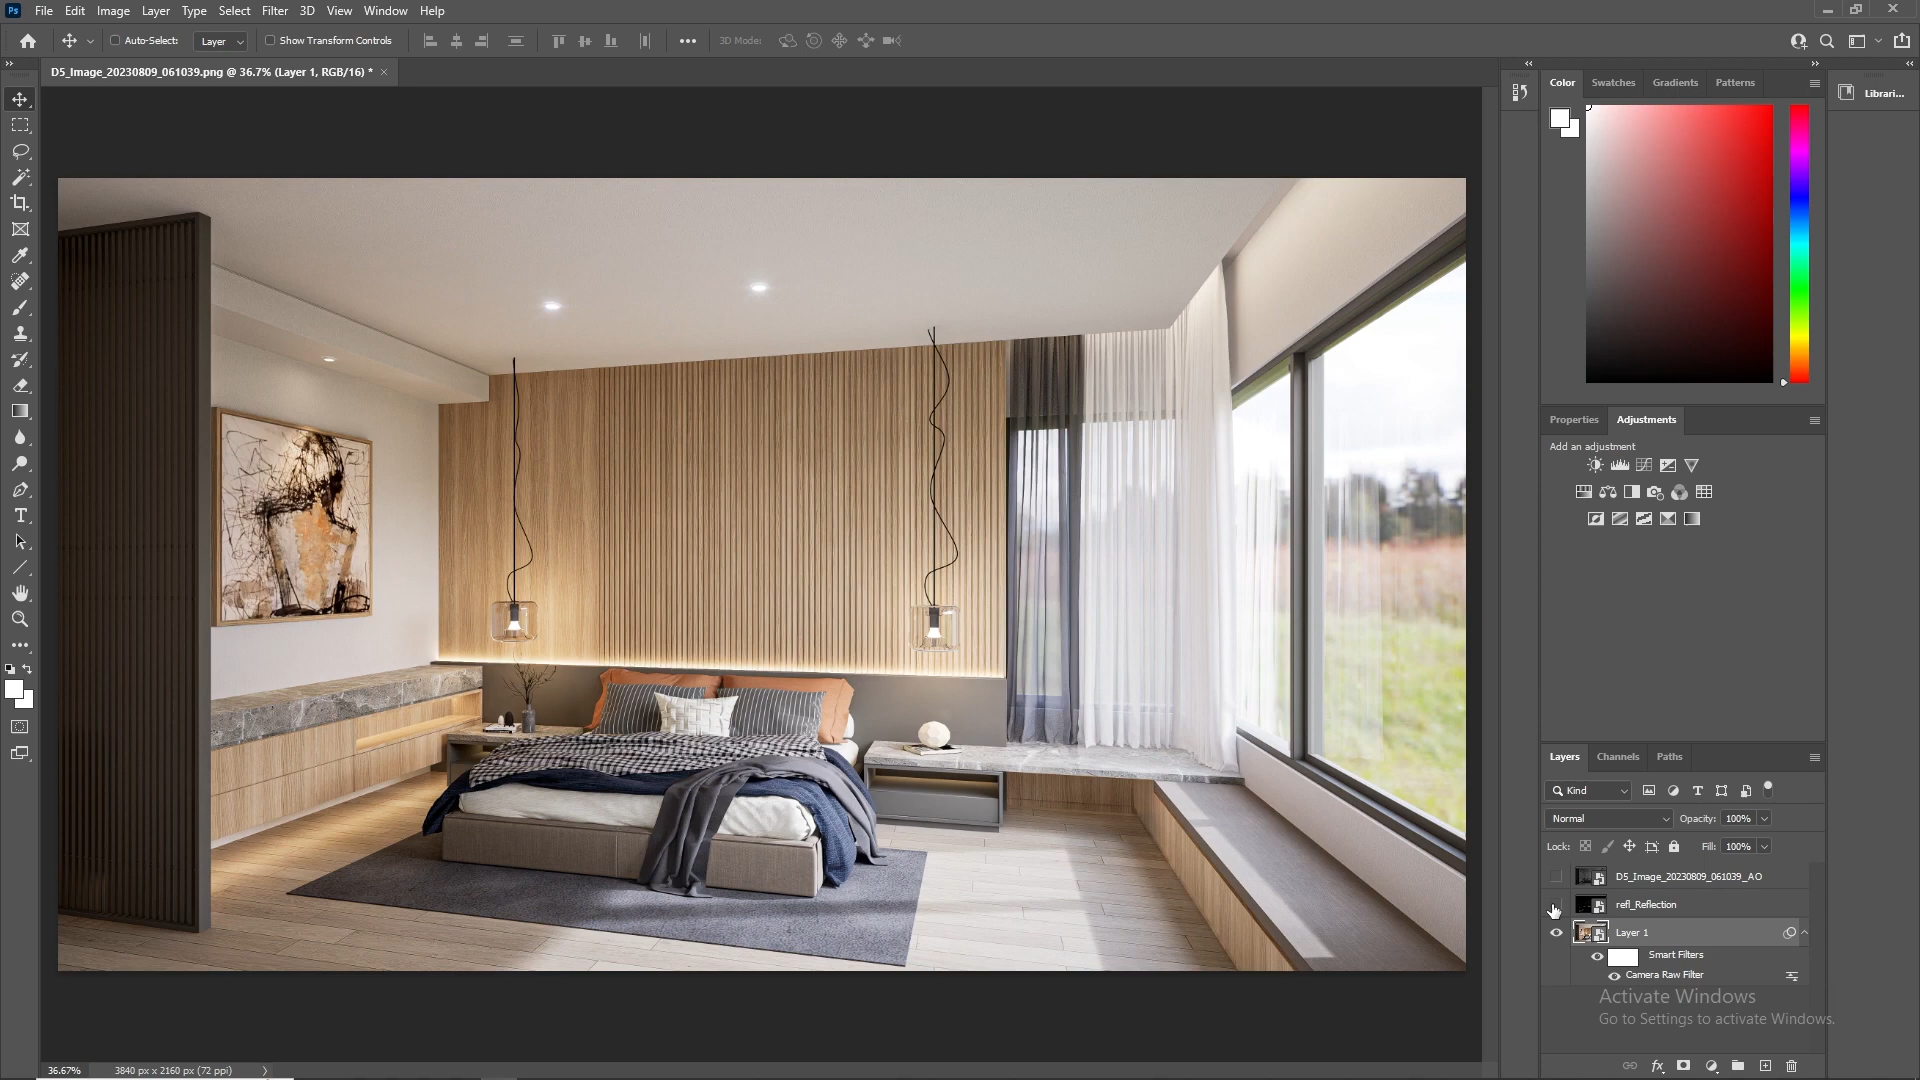 Ps File Edit Image Layer Type Select Filter 3D View Window Help
Auto-Select: Layer Show Transform Controls 3D Mode:
D5_Image_20230809_061039.png @ 36.7% (Layer 1, RGB/16) *
Color Swatches Gradients Patterns
Librari...
Properties Adjustments
Add an adjustment
Layers Channels Paths
Kind
Normal Opacity: 100%
Lock: Fill: 100%
D5_Image_20230809_061039_AO
refl_Reflection
Layer 1
Smart Filters
Camera Raw Filter
Activate Windows
Go to Settings to activate Windows.
36.67% 3840 px x 2160 px (72 ppi)